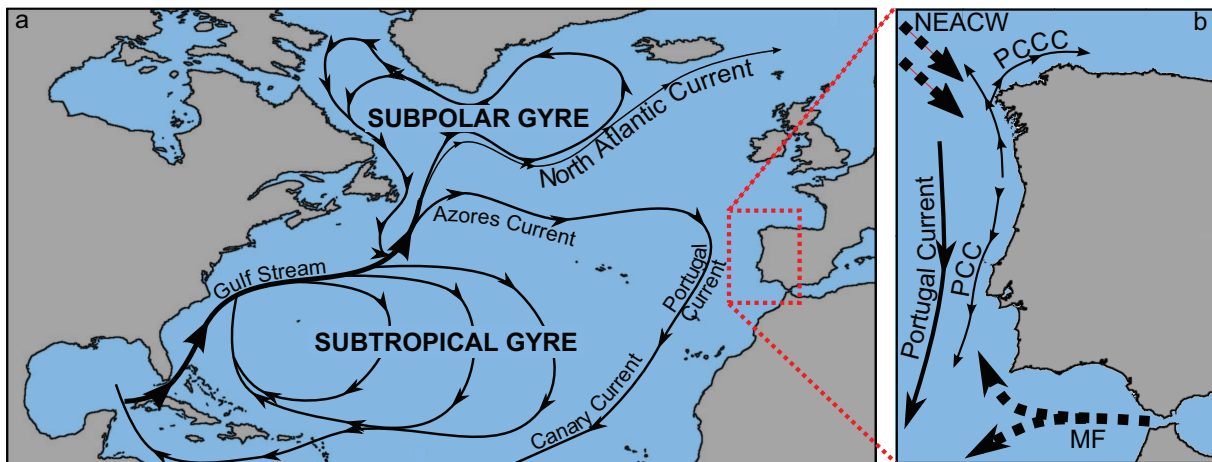 a
SUBPOLAR GYRE
North Atlantic Current
Azores Current
Gulf Stream
Portugal
Current
SUBTROPICAL GYRE
Canary Current
b
NEACW
PCCC
Portugal Current
PCC
MF